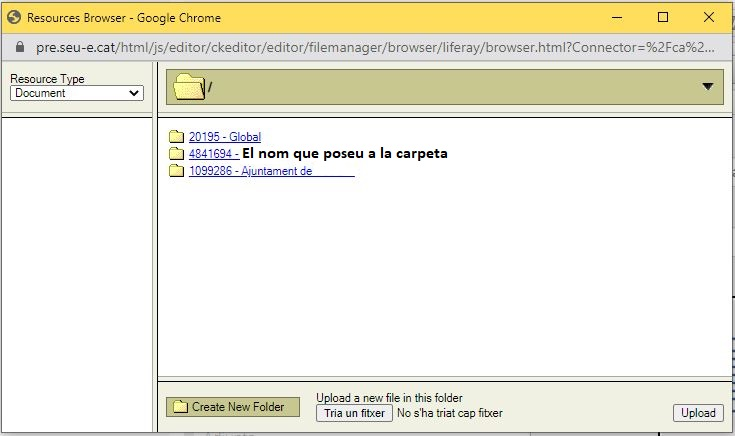 Resources Browser - Google Chrome
pre.seu-e.cat/html/js/editor/ckeditor/editor/filemanager/browser/liferay/browser.html?Connector=%2Fca%2...
Resource Type
Document
/
20195 - Global
4841694 - El nom que poseu a la carpeta
1099286 - Ajuntament de
Create New Folder
Upload a new file in this folder
Tria un fitxer No s'ha triat cap fitxer
Upload